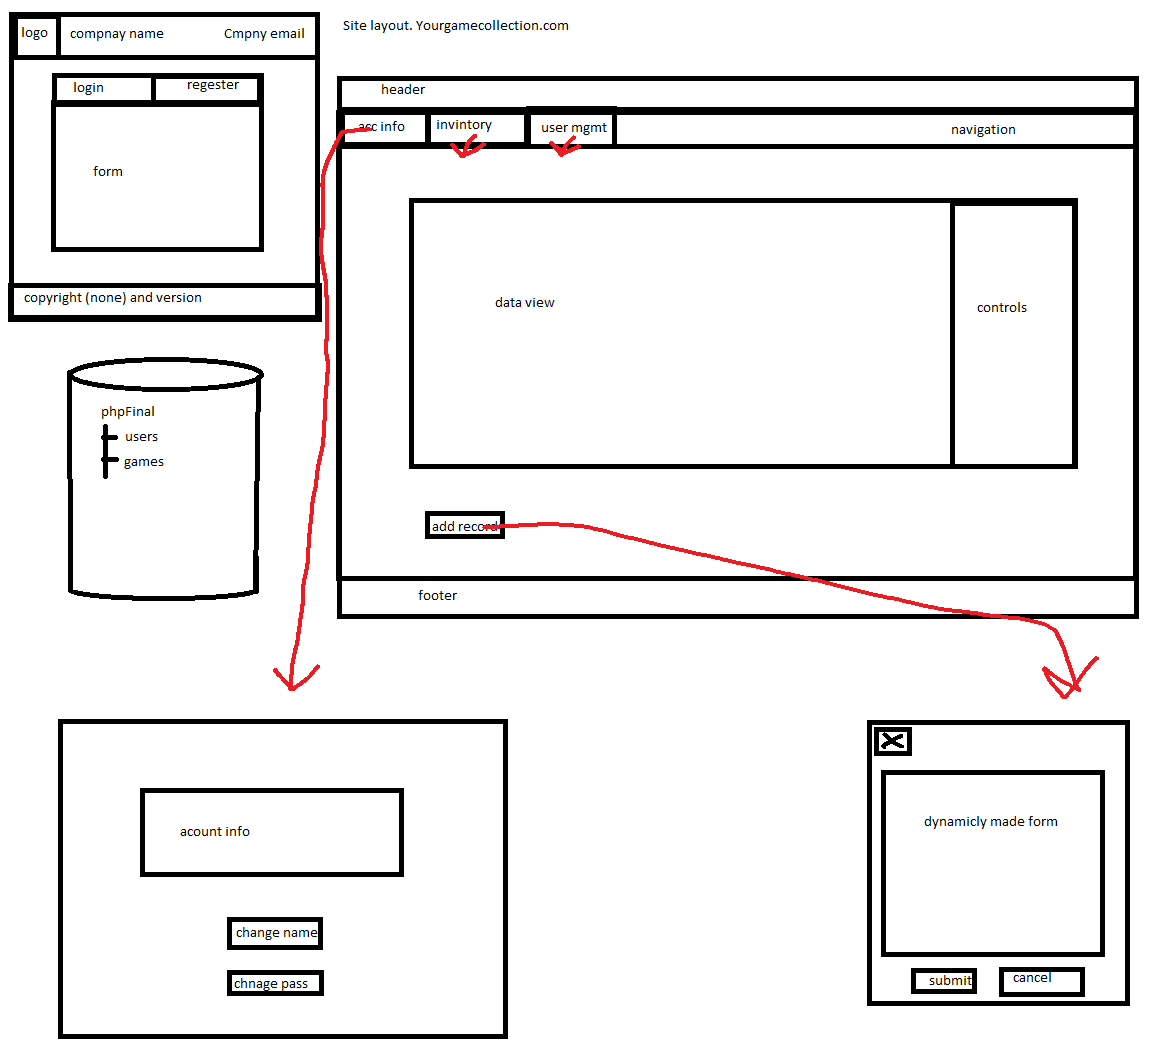 Site layout. Yourgamecollection.com
logo
compnay name
Cmpny email
login
regester
form
copyright (none) and version
header
acc info
invintory
user mgmt
navigation
data view
controls
add record
footer
phpFinal
users
games
acount info
change name
chnage pass
dynamicly made form
submit
cancel